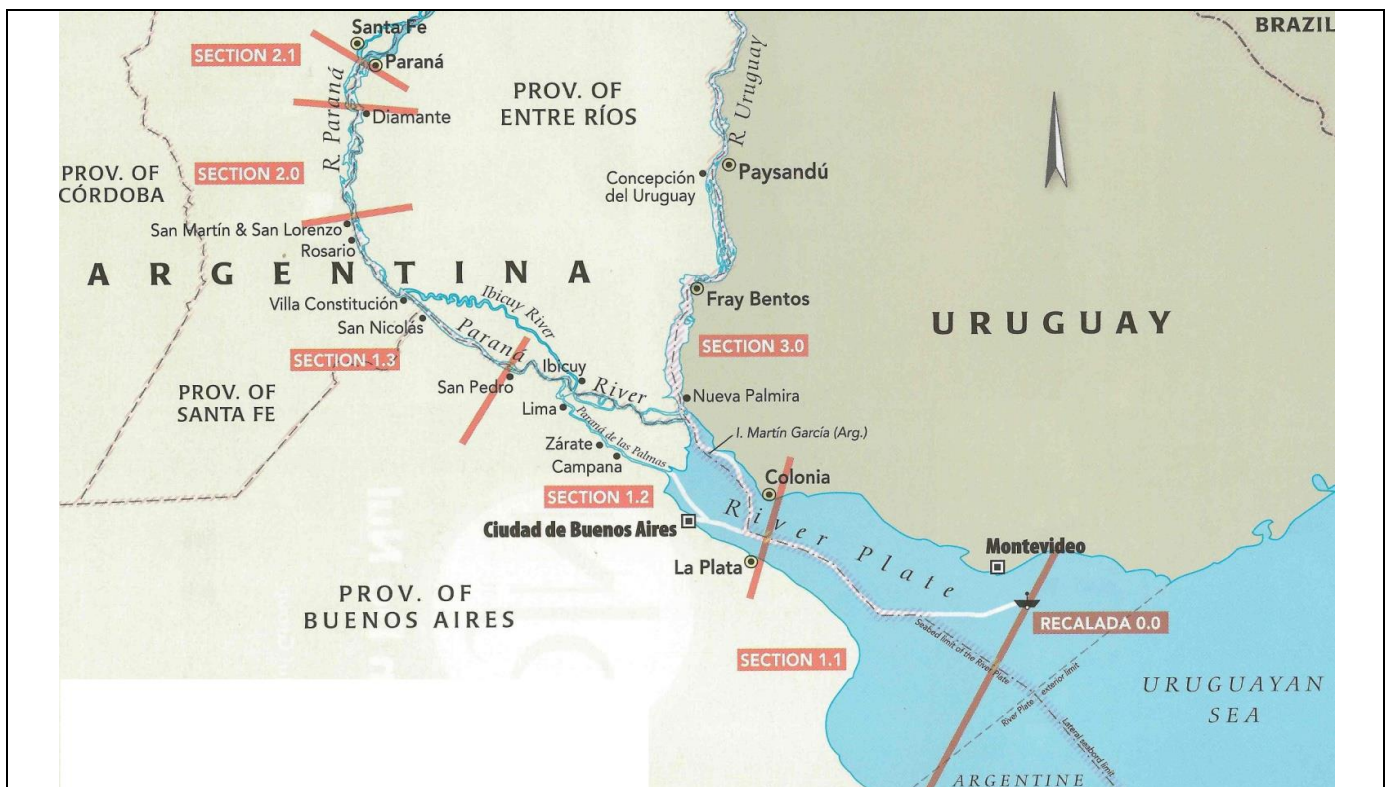 BRAZIL
Santa Fe
SECTION 2.1
Paraná
R. Paraná
Diamante
PROV. OF
ENTRE RÍOS
R. Uruguay
PROV. OF
CÓRDOBA
SECTION 2.0
Concepción
del Uruguay
Paysandú
San Martín & San Lorenzo
Rosario
ARGENTINA
Villa Constitución
Ibicuy River
Fray Bentos
URUGUAY
San Nicolás
SECTION 1.3
Paraná River
SECTION 3.0
Ibicuy
San Pedro
PROV. OF
SANTA FE
Lima
Nueva Palmira
Paraná de las Palmas
I. Martín García (Arg.)
Zárate
Campana
Colonia
SECTION 1.2
Ciudad de Buenos Aires
River Plate
Montevideo
La Plata
PROV. OF
BUENOS AIRES
RECALADA 0.0
Seabed limit of the River Plate
SECTION 1.1
River Plate exterior limit
URUGUAYAN
SEA
Lateral seabord limit
ARGENTINE